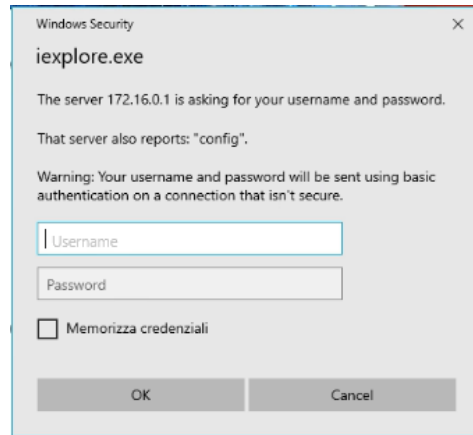 Windows Security
iexplore.exe
The server 172.16.0.1 is asking for your username and password.
That server also reports: "config".
Warning: Your username and password will be sent using basic
authentication on a connection that isn't secure.
Username
Password
Memorizza credenziali
OK
Cancel